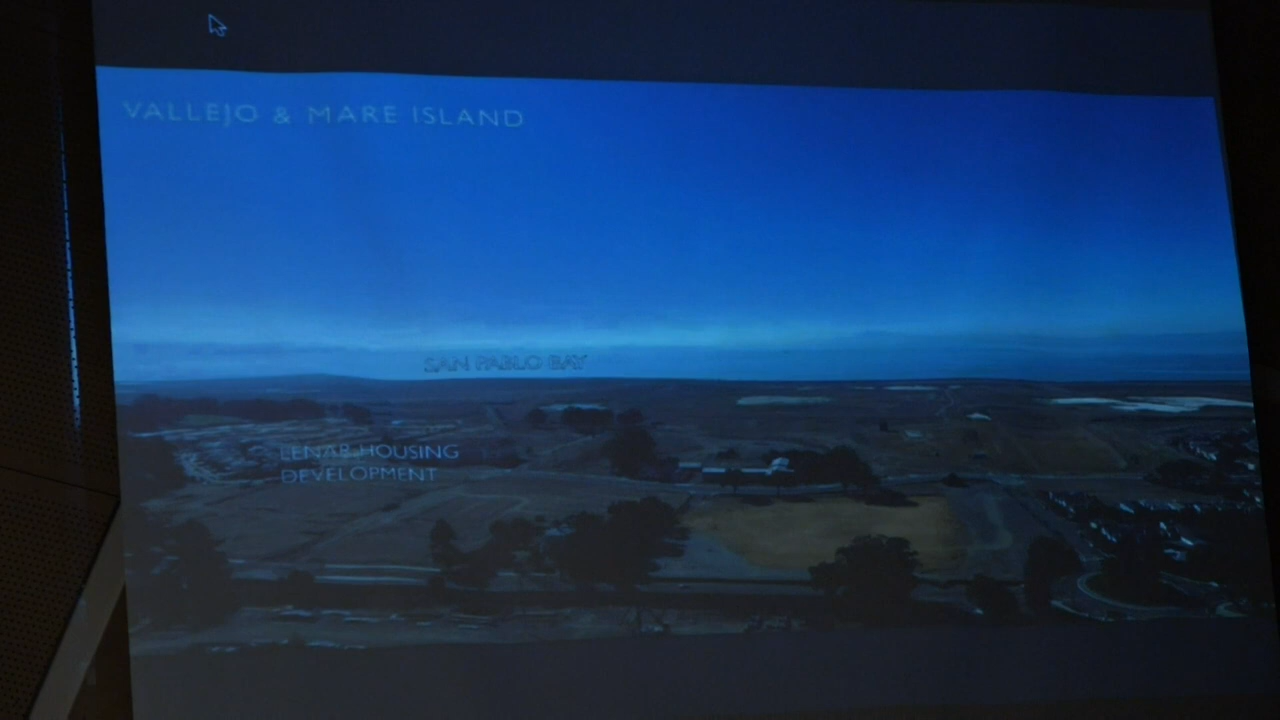 VALLEJO & MARE ISLAND
SAN PABLO BAY
LENAR HOUSING
DEVELOPMENT